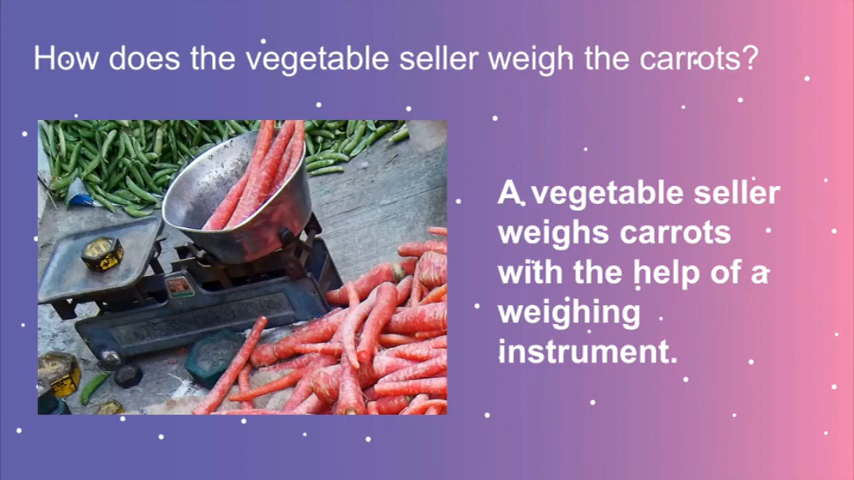 How does the vegetable seller weigh the carrots?
A vegetable seller
weighs carrots
with the help of a
weighing
instrument.